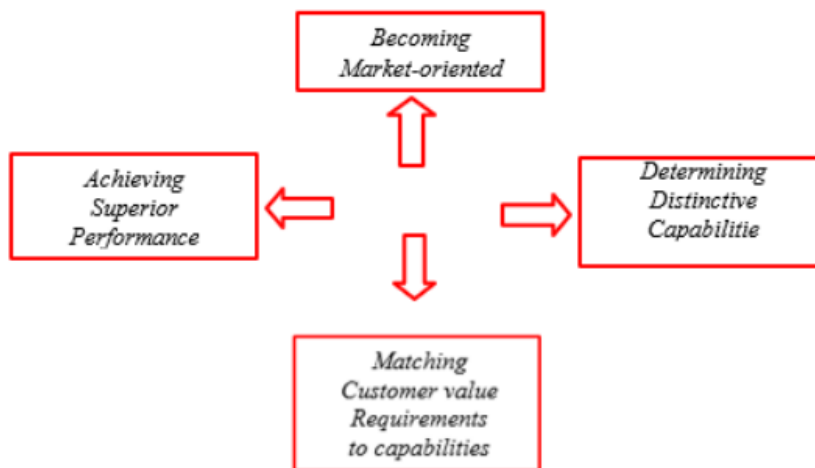 Becoming
Market-oriented
Achieving
Superior
Performance
Determining
Distinctive
Capabilitie
Matching
Customer value
Requirements
to capabilities